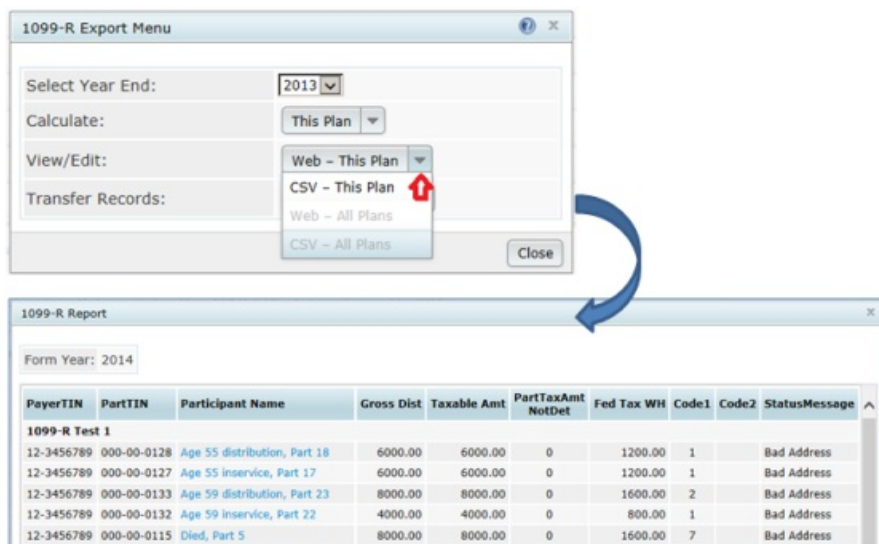 1099-R Export Menu
Select Year End: 2013
Calculate: This Plan
View/Edit: Web – This Plan
CSV – This Plan
Transfer Records:
Web – All Plans
CSV – All Plans
Close
1099-R Report
Form Year: 2014
PayerTIN PartTIN Participant Name Gross Dist Taxable Amt PartTaxAmt NotDet Fed Tax WH Code1 Code2 StatusMessage
1099-R Test 1
12-3456789 000-00-0128 Age 55 distribution, Part 18 6000.00 6000.00 0 1200.00 1 Bad Address
12-3456789 000-00-0127 Age 55 inservice, Part 17 6000.00 6000.00 0 1200.00 1 Bad Address
12-3456789 000-00-0133 Age 59 distribution, Part 23 8000.00 8000.00 0 1600.00 2 Bad Address
12-3456789 000-00-0132 Age 59 inservice, Part 22 4000.00 4000.00 0 800.00 1 Bad Address
12-3456789 000-00-0115 Died, Part 5 8000.00 8000.00 0 1600.00 7 Bad Address